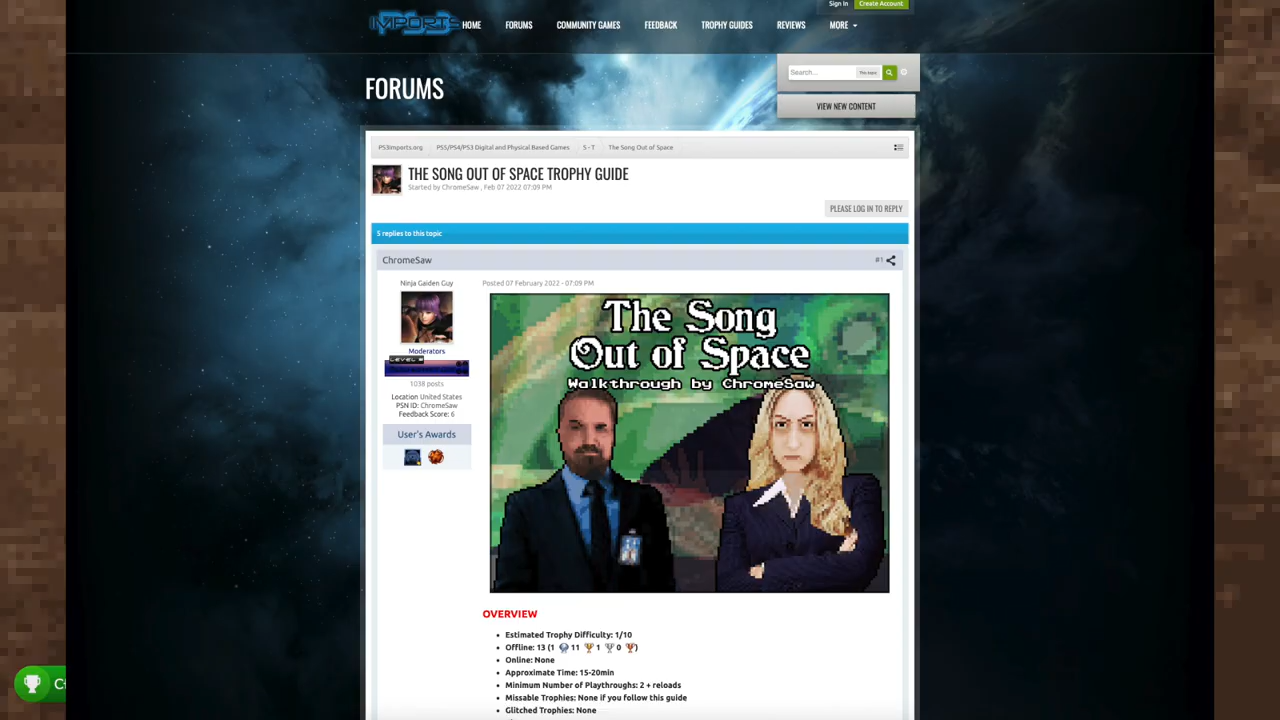 Sign In
Create Account
IMPORTS
HOME
FORUMS
COMMUNITY GAMES
FEEDBACK
TROPHY GUIDES
REVIEWS
MORE
FORUMS
Search...
This topic
VIEW NEW CONTENT
PS3Imports.org
PS5/PS4/PS3 Digital and Physical Based Games
S - T
The Song Out of Space
THE SONG OUT OF SPACE TROPHY GUIDE
Started by ChromeSaw , Feb 07 2022 07:09 PM
PLEASE LOG IN TO REPLY
5 replies to this topic
ChromeSaw
#1
Ninja Gaiden Guy
Posted 07 February 2022 - 07:09 PM
Moderators
1038 posts
Location United States
PSN ID: ChromeSaw
Feedback Score: 6
User's Awards
The Song
Out of Space
Walkthrough by ChromeSaw
OVERVIEW
Estimated Trophy Difficulty: 1/10
Offline: 13 (1 11 1 0 )
Online: None
Approximate Time: 15-20min
Minimum Number of Playthroughs: 2 + reloads
Missable Trophies: None if you follow this guide
Glitched Trophies: None